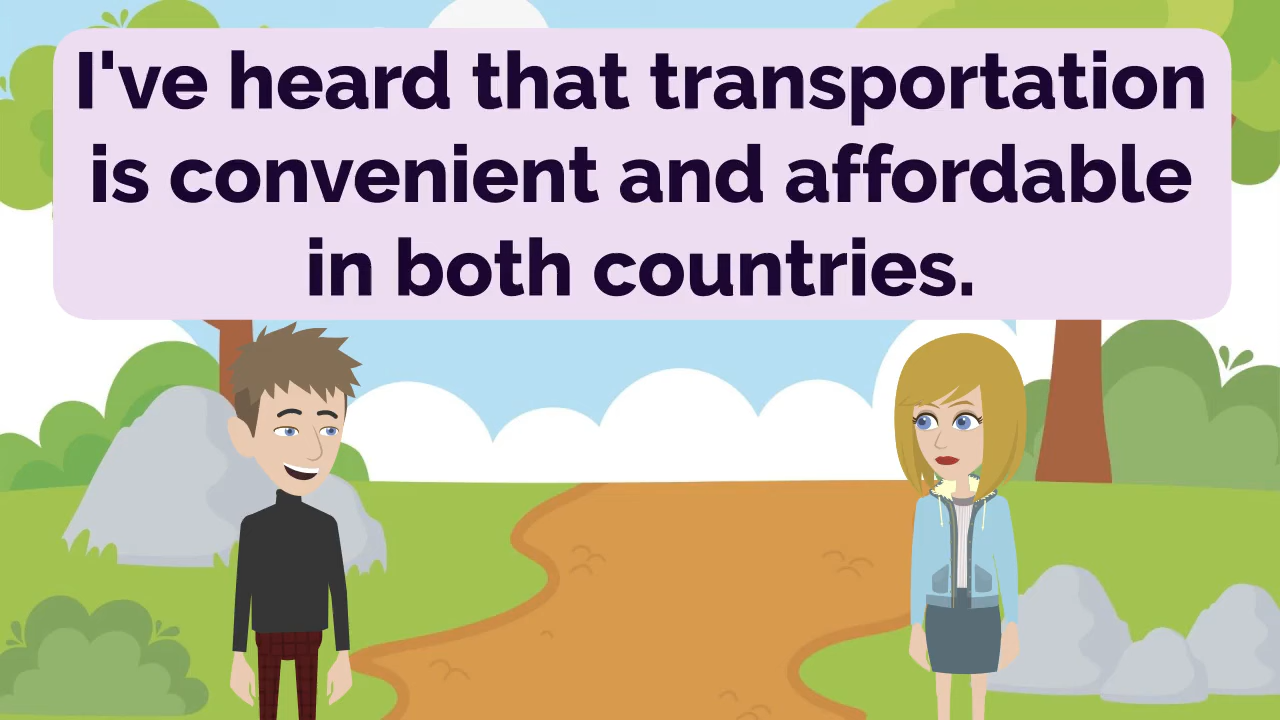 I've heard that transportation
is convenient and affordable
in both countries.